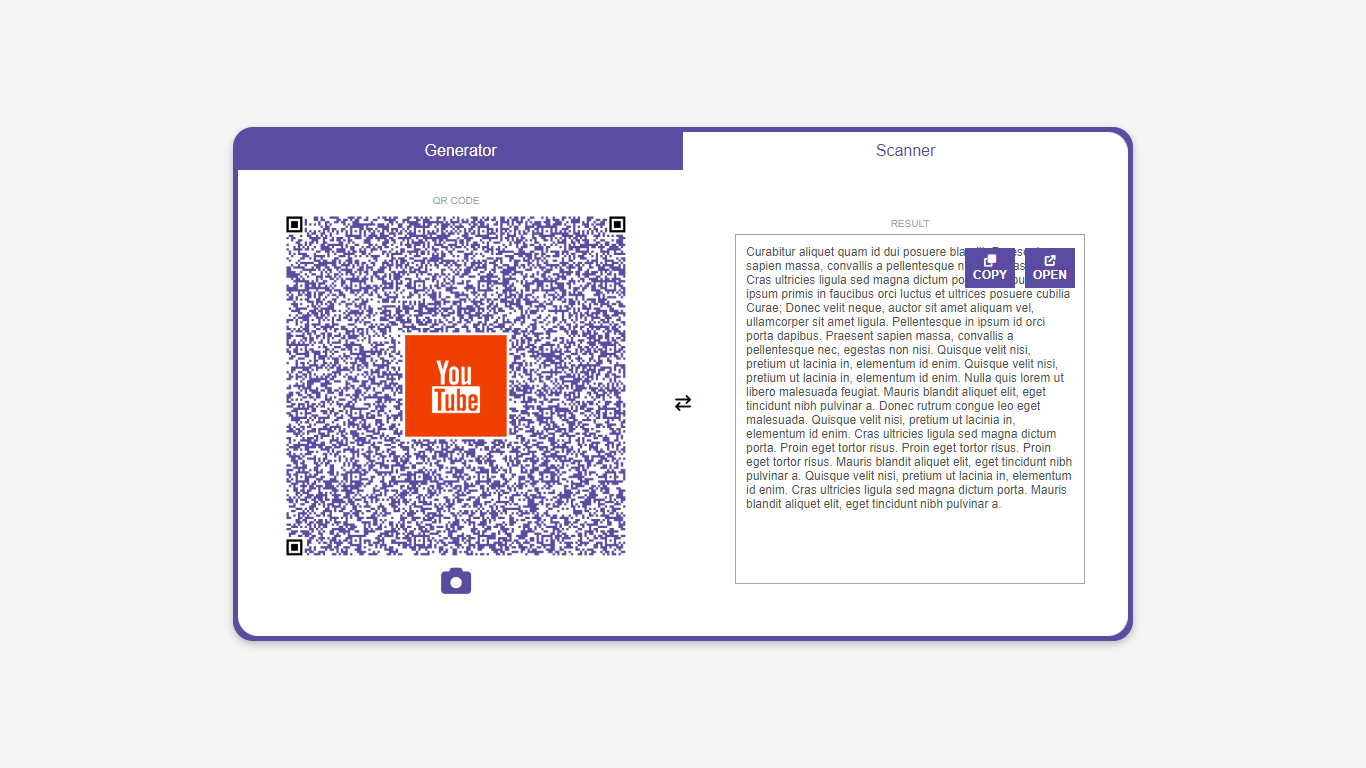 Generator
Scanner
QR CODE
You
Tube
RESULT
Curabitur aliquet quam id dui posuere
sapien massa, convallis a pellentesque
COPY
OPEN
Cras ultricies ligula sed magna dictum
ipsum primis in faucibus orci luctus et ultrices posuere cubilia
Curae; Donec velit neque, auctor sit amet aliquam vel,
ullamcorper sit amet ligula. Pellentesque in ipsum id orci
porta dapibus. Praesent sapien massa, convallis a
pellentesque nec, egestas non nisi. Quisque velit nisi,
pretium ut lacinia in, elementum id enim. Quisque velit nisi,
pretium ut lacinia in, elementum id enim. Nulla quis lorem ut
libero malesuada feugiat. Mauris blandit aliquet elit, eget
tincidunt nibh pulvinar a. Donec rutrum congue leo eget
malesuada. Quisque velit nisi, pretium ut lacinia in,
elementum id enim. Cras ultricies ligula sed magna dictum
porta. Proin eget tortor risus. Proin eget tortor risus. Proin
eget tortor risus. Mauris blandit aliquet elit, eget tincidunt nibh
pulvinar a. Quisque velit nisi, pretium ut lacinia in, elementum
id enim. Cras ultricies ligula sed magna dictum porta. Mauris
blandit aliquet elit, eget tincidunt nibh pulvinar a.